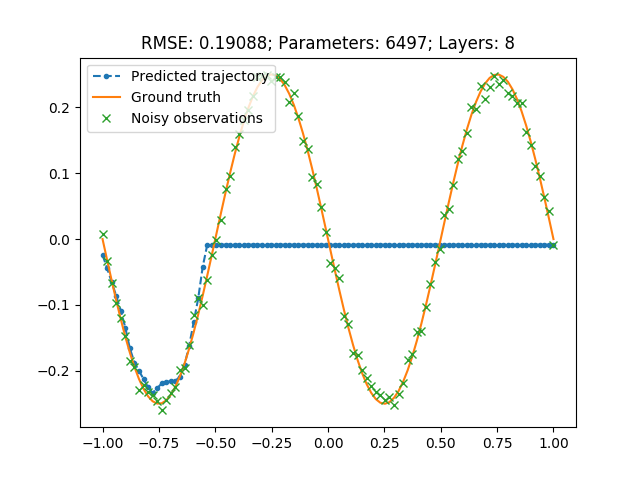 RMSE: 0.19088; Parameters: 6497; Layers: 8
Predicted trajectory
Ground truth
Noisy observations
0.2
0.1
0.0
−0.1
−0.2
−1.00 −0.75 −0.50 −0.25 0.00 0.25 0.50 0.75 1.00